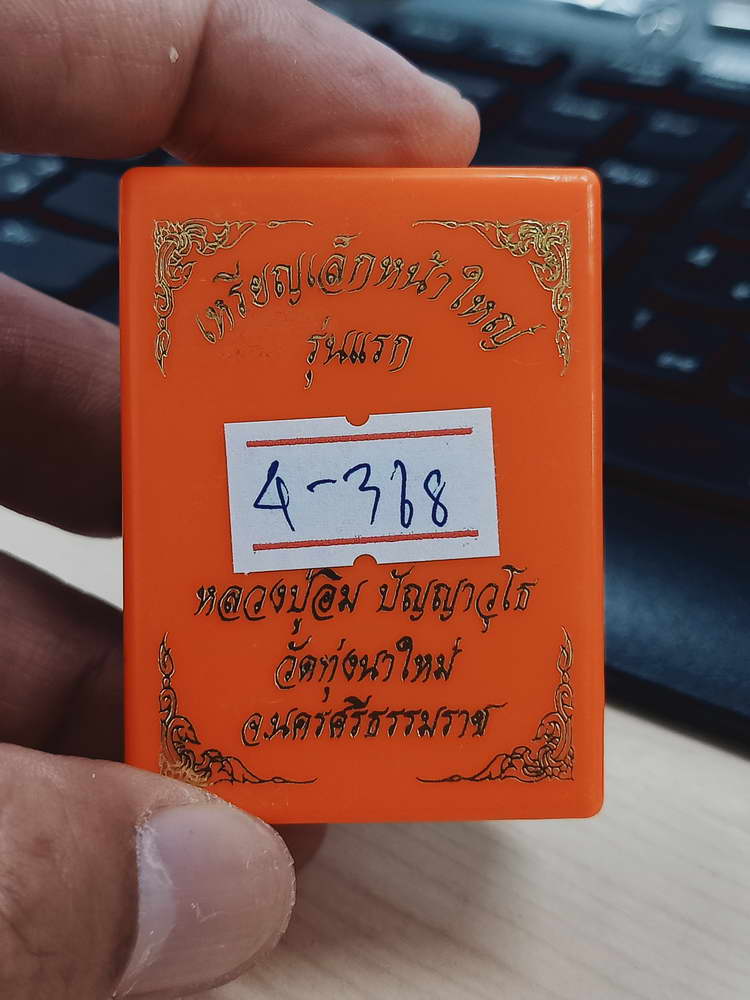 เหรียญเล็กหน้าใหญ่
รุ่นแรก
4-368
หลวงปู่อิ่ม ปัญญาวุโธ
วัดทุ่งนาใหม่
จ.นครศรีธรรมราช